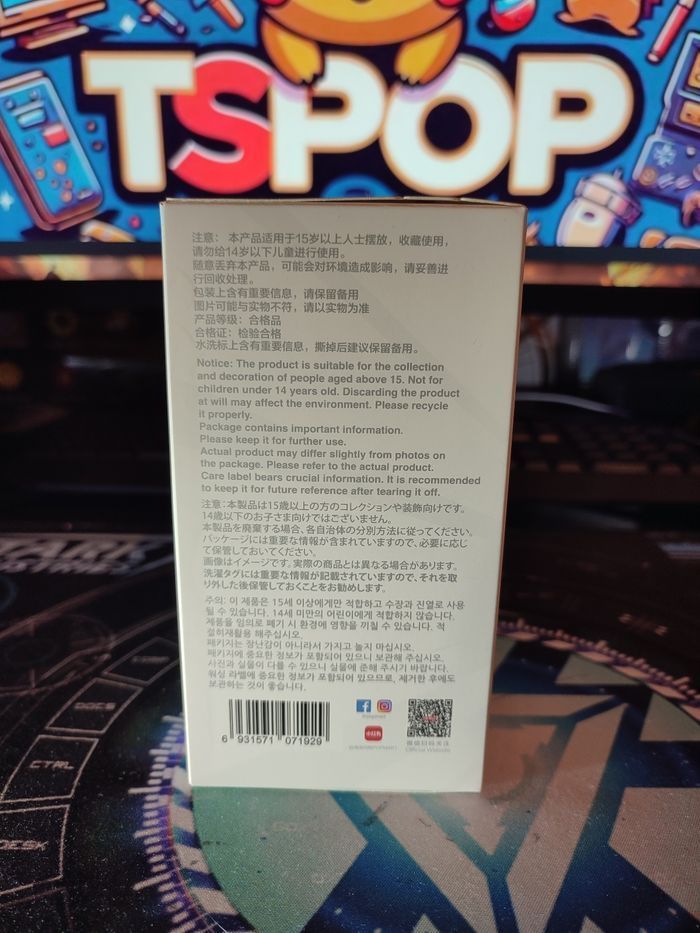 TSPOP
注意： 本产品适用于15岁以上人士摆放，收藏使用，
请勿给14岁以下儿童进行使用。
随意丢弃本产品，可能会对环境造成影响，请妥善进
行回收处理。
包装上含有重要信息，请保留备用
图片可能与实物不符，请以实物为准
产品等级：合格品
合格证：检验合格
水洗标上含有重要信息，撕掉后建议保留备用。
Notice: The product is suitable for the collection
and decoration of people aged above 15. Not for
children under 14 years old. Discarding the product
at will may affect the environment. Please recycle
it properly.
Package contains important information.
Please keep it for further use.
Actual product may differ slightly from photos on
the package. Please refer to the actual product.
Care label bears crucial information. It is recommended
to keep it for future reference after tearing it off.
注意：本製品は15歳以上の方のコレクションや装飾向けです。
14歳以下のお子さま向けではございません。
本製品を廃棄する場合、各自治体の分別方法に従ってください。
パッケージには重要な情報が含まれていますので、必要に応じ
て保管しておいてください。
画像はイメージです。実際の商品とは異なる場合があります。
洗濯タグには重要な情報が記載されていますので、それを取
り外した後保管しておくことをお勧めします。
주의: 이 제품은 15세 이상에게만 적합하고 수장과 진열로 사용
될 수 있습니다. 14세 미만의 어린이에게 적합하지 않습니다.
제품을 임의로 폐기 시 환경에 영향을 끼칠 수 있습니다. 적
절히재활용 해주십시오.
패키지는 장난감이 아니라서 가지고 놀지 마십시오.
패키지에 중요한 정보가 포함되어 있으니 보관해 주십시오.
사진과 실물이 다를 수 있으니 실물에 준해 주시기 바랍니다.
워싱 라벨에 중요한 정보가 포함되어 있으므로, 제거한 후에도
보관하는 것이 좋습니다.
6 931571 071929
小红书
微信扫码关注
Official Website
DOCS
CTRL
DESK